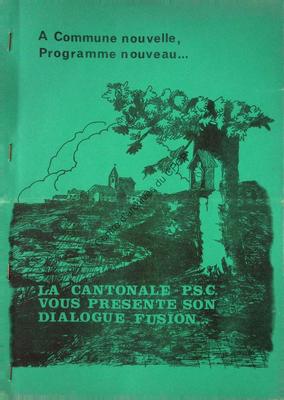 A Commune nouvelle,
Programme nouveau...
LA CANTONALE P.S.C.
VOUS PRESENTE SON
DIALOGUE FUSION...